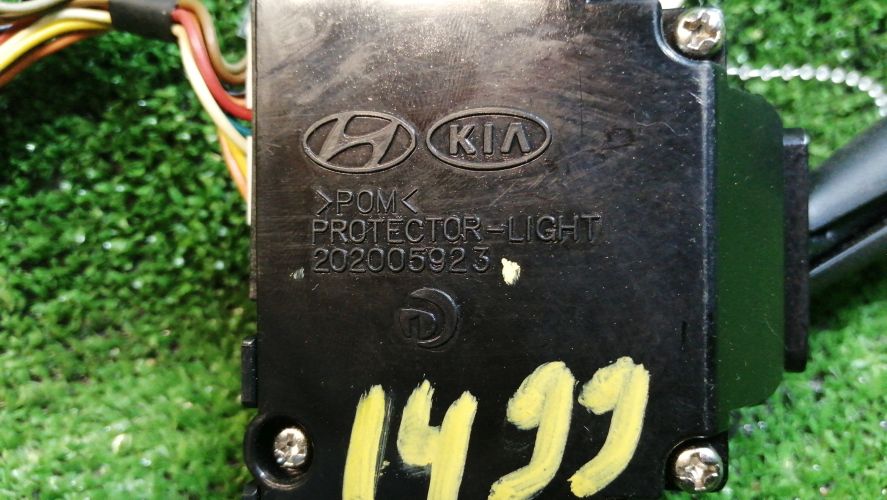 KIA
>POM<
PROTECTOR-LIGHT
202005923
1499